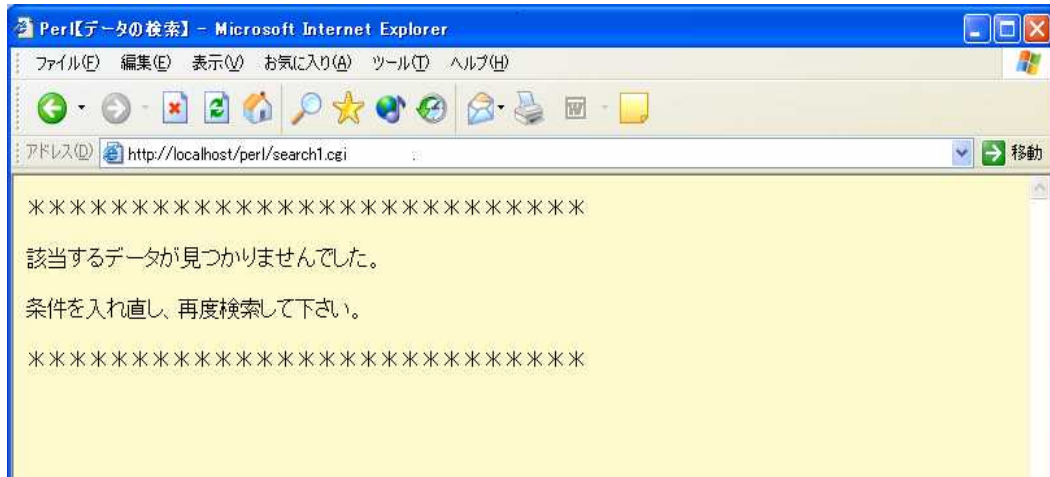 Perl【データの検索】 - Microsoft Internet Explorer
ファイル(F) 編集(E) 表示(V) お気に入り(A) ツール(T) ヘルプ(H)
W
アドレス(D) http://localhost/perl/search1.cgi 移動
***************************
該当するデータが見つかりませんでした。
条件を入れ直し、再度検索して下さい。
***************************